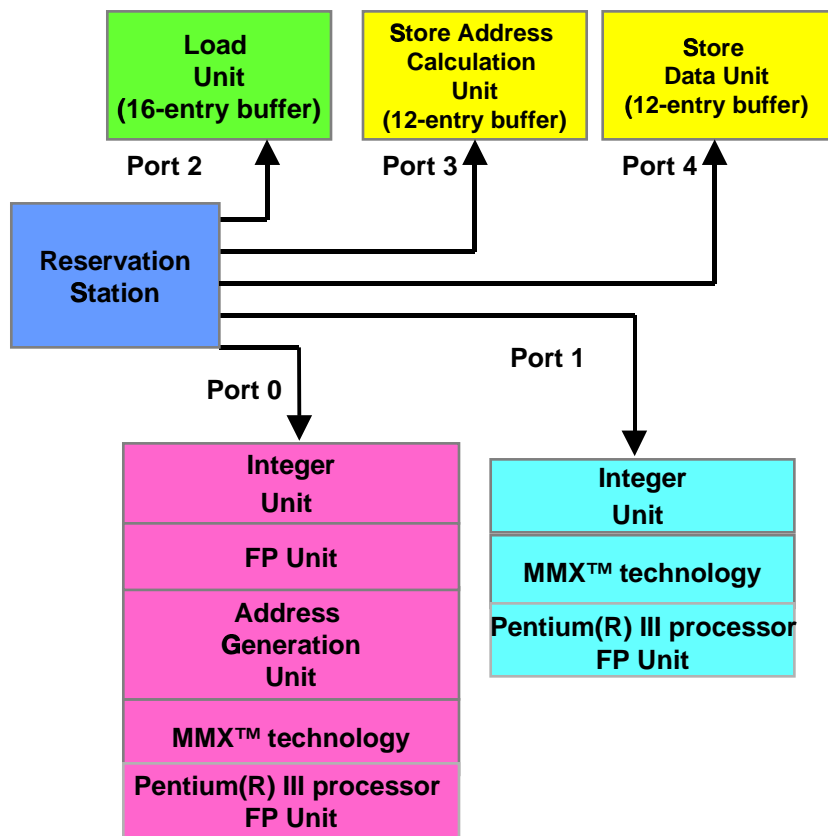 Load
Unit
(16-entry buffer)
Store Address
Calculation
Unit
(12-entry buffer)
Store
Data Unit
(12-entry buffer)
Port 2
Port 3
Port 4
Reservation
Station
Port 1
Port 0
Integer
Unit
FP Unit
Address
Generation
Unit
MMX™ technology
Pentium(R) III processor
FP Unit
Integer
Unit
MMX™ technology
Pentium(R) III processor
FP Unit